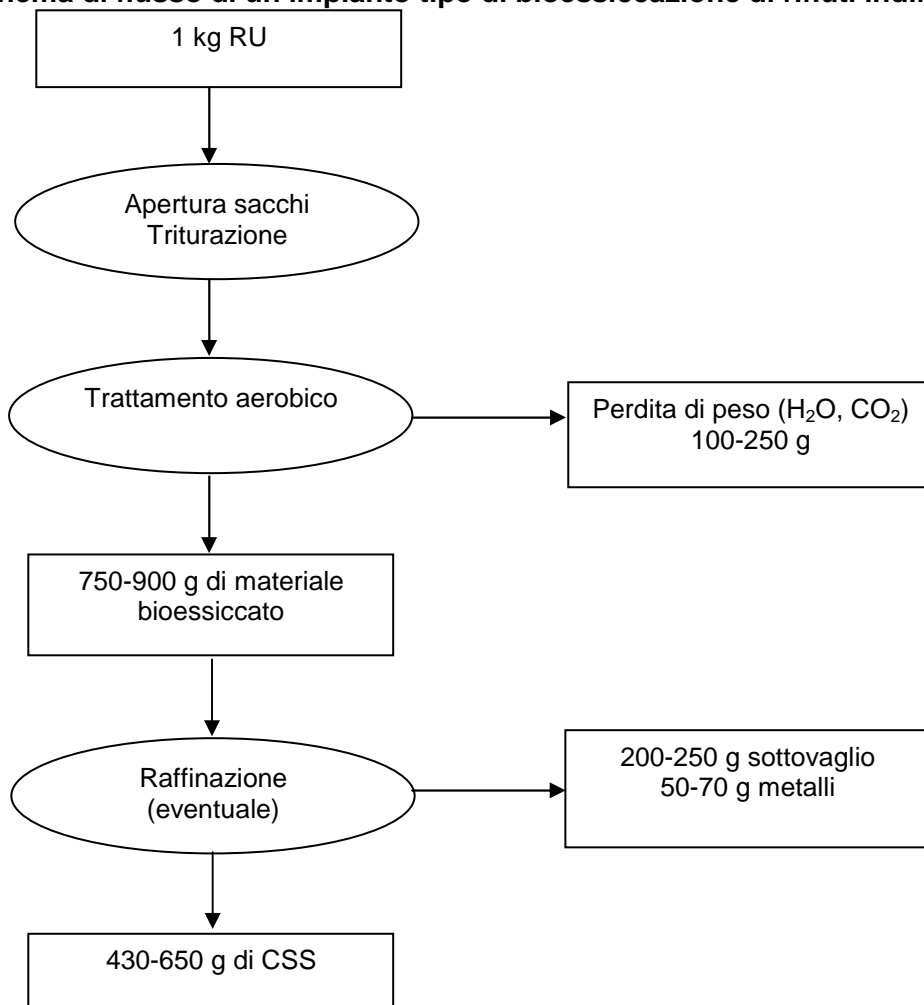 di flusso di un impianto tipo di bioessiccazione di rifiuti
1 kg RU
Apertura sacchi
Triturazione
Trattamento aerobico
Perdita di peso (H₂O, CO₂)
100-250 g
750-900 g di materiale
bioessiccato
Raffinazione
(eventuale)
200-250 g sottovaglio
50-70 g metalli
430-650 g di CSS